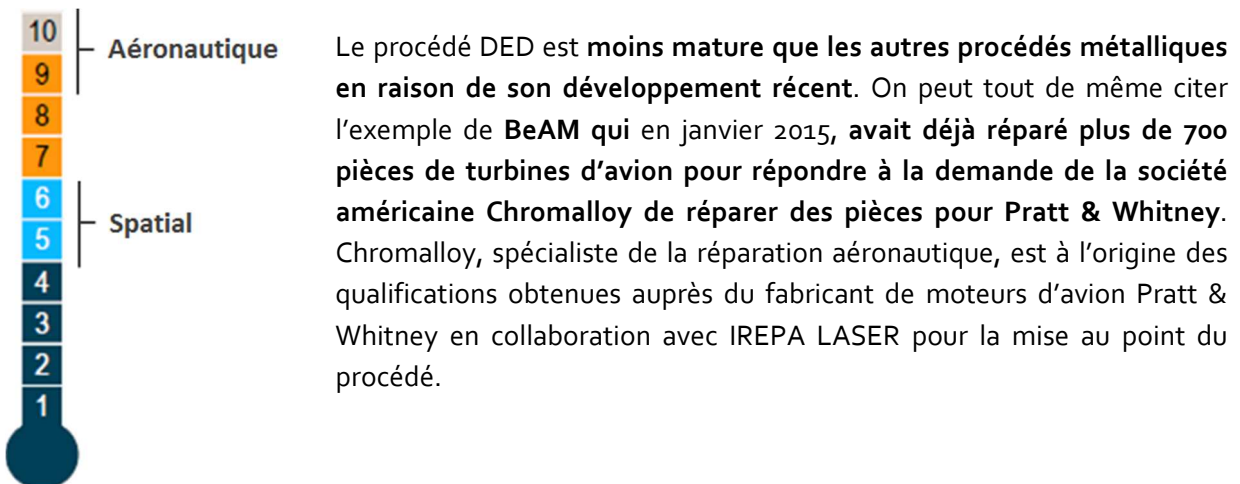 10
9
8
7
6
5
4
3
2
1
Aéronautique
Spatial
Le procédé DED est moins mature que les autres procédés métalliques
en raison de son développement récent. On peut tout de même citer
l’exemple de BeAM qui en janvier 2015, avait déjà réparé plus de 700
pièces de turbines d’avion pour répondre à la demande de la société
américaine Chromalloy de réparer des pièces pour Pratt & Whitney.
Chromalloy, spécialiste de la réparation aéronautique, est à l’origine des
qualifications obtenues auprès du fabricant de moteurs d’avion Pratt &
Whitney en collaboration avec IREPA LASER pour la mise au point du
procédé.